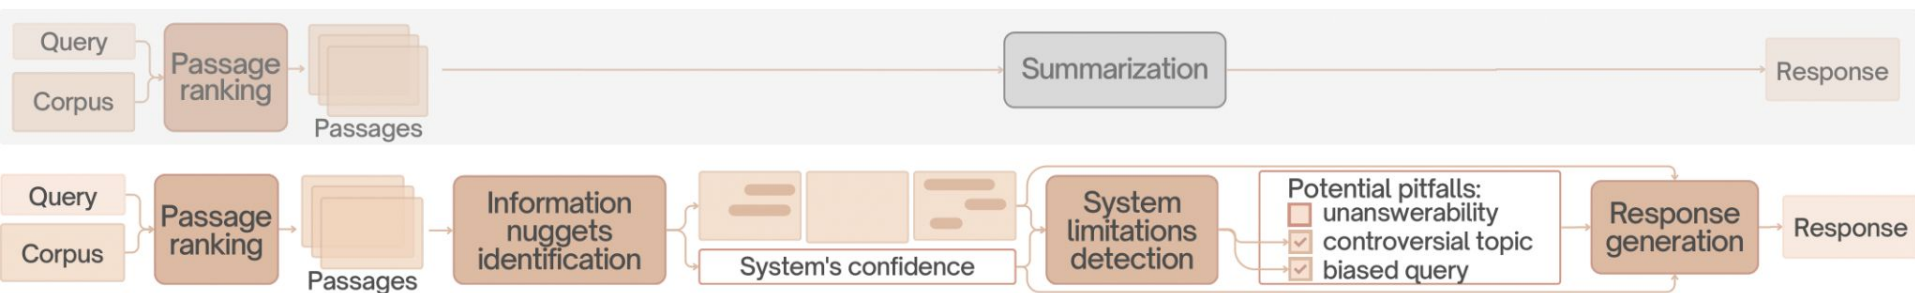 Query
Corpus
Passage
ranking
Passages
Summarization
Response
Query
Corpus
Passage
ranking
Passages
Information
nuggets
identification
System's confidence
System
limitations
detection
Potential pitfalls:
unanswerability
controversial topic
biased query
Response
generation
Response